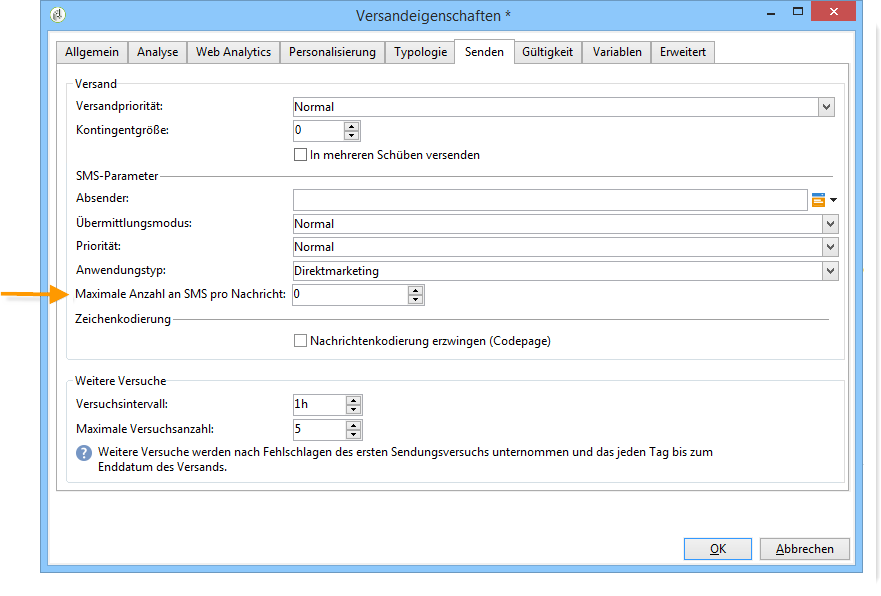 Versandeigenschaften *
Allgemein Analyse Web Analytics Personalisierung Typologie Senden Gültigkeit Variablen Erweitert
Versand
Versandpriorität: Normal
Kontingentgröße: 0
In mehreren Schüben versenden
SMS-Parameter
Absender:
Übermittlungsmodus: Normal
Priorität: Normal
Anwendungstyp: Direktmarketing
Maximale Anzahl an SMS pro Nachricht: 0
Zeichenkodierung
Nachrichtenkodierung erzwingen (Codepage)
Weitere Versuche
Versuchsintervall: 1h
Maximale Versuchsanzahl: 5
? Weitere Versuche werden nach Fehlschlagen des ersten Sendungsversuchs unternommen und das jeden Tag bis zum
Enddatum des Versands.
OK Abbrechen